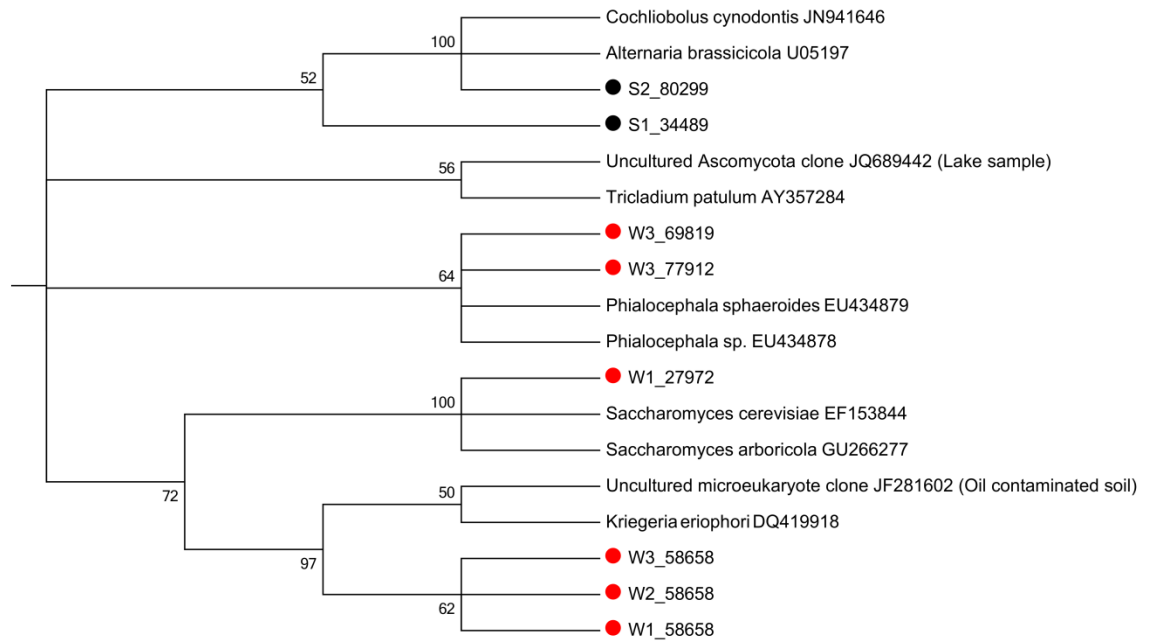 Cochliobolus cynodontis JN941646
100
Alternaria brassicicola U05197
52
S2_80299
S1_34489
Uncultured Ascomycota clone JQ689442 (Lake sample)
56
Tricladium patulum AY357284
W3_69819
W3_77912
64
Phialocephala sphaeroides EU434879
Phialocephala sp. EU434878
W1_27972
100
Saccharomyces cerevisiae EF153844
Saccharomyces arboricola GU266277
Uncultured microeukaryote clone JF281602 (Oil contaminated soil)
50
72
Kriegeria eriophori DQ419918
W3_58658
97
W2_58658
62
W1_58658